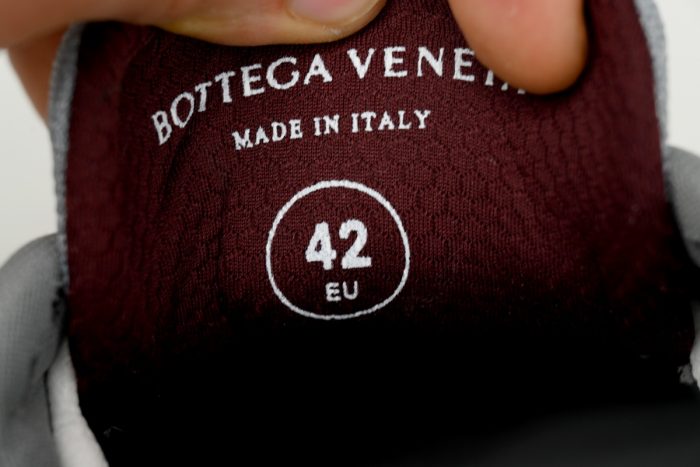 BOTTEGA VENETA
MADE IN ITALY
42
EU